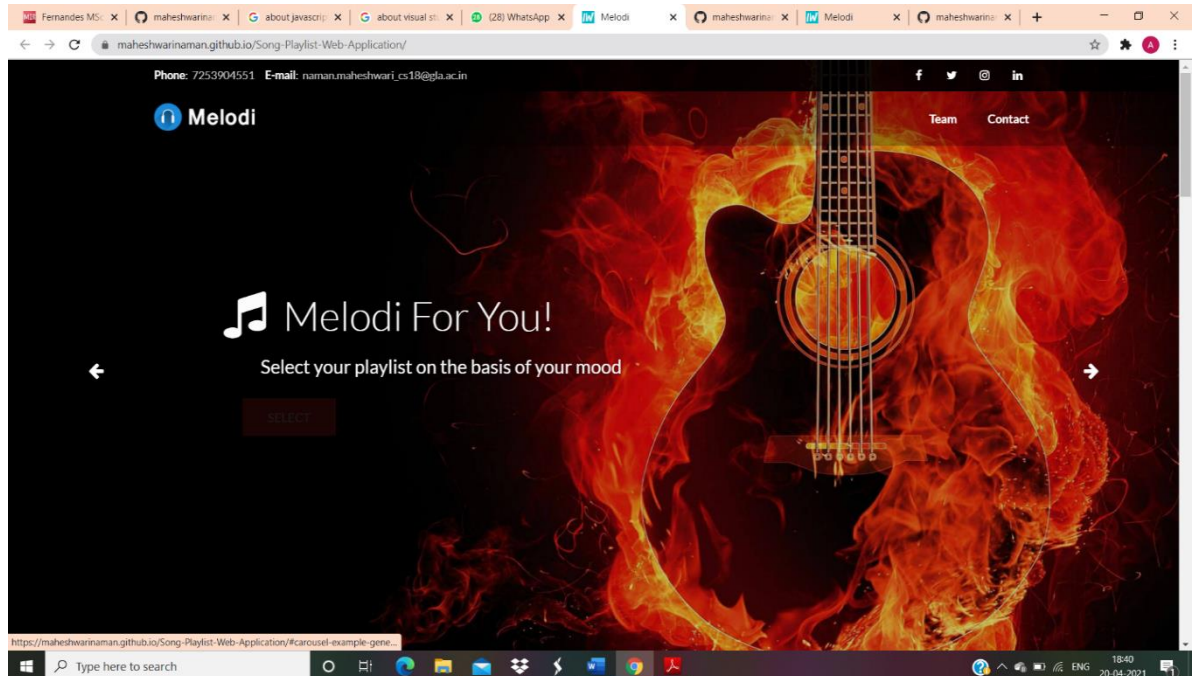 Fernandes MSc
maheshwarinar
about javascrip
about visual stu
(28) WhatsApp
Melodi
maheshwarinar
Melodi
maheshwarinar
maheshwarinaman.github.io/Song-Playlist-Web-Application/
A
Phone: 7253904551 E-mail: naman.maheshwari_cs18@gla.ac.in
Melodi
Team Contact
Melodi For You!
Select your playlist on the basis of your mood
SELECT
https://maheshwarinaman.github.io/Song-Playlist-Web-Application/#carousel-example-gene...
Type here to search
ENG
18:40
20-04-2021